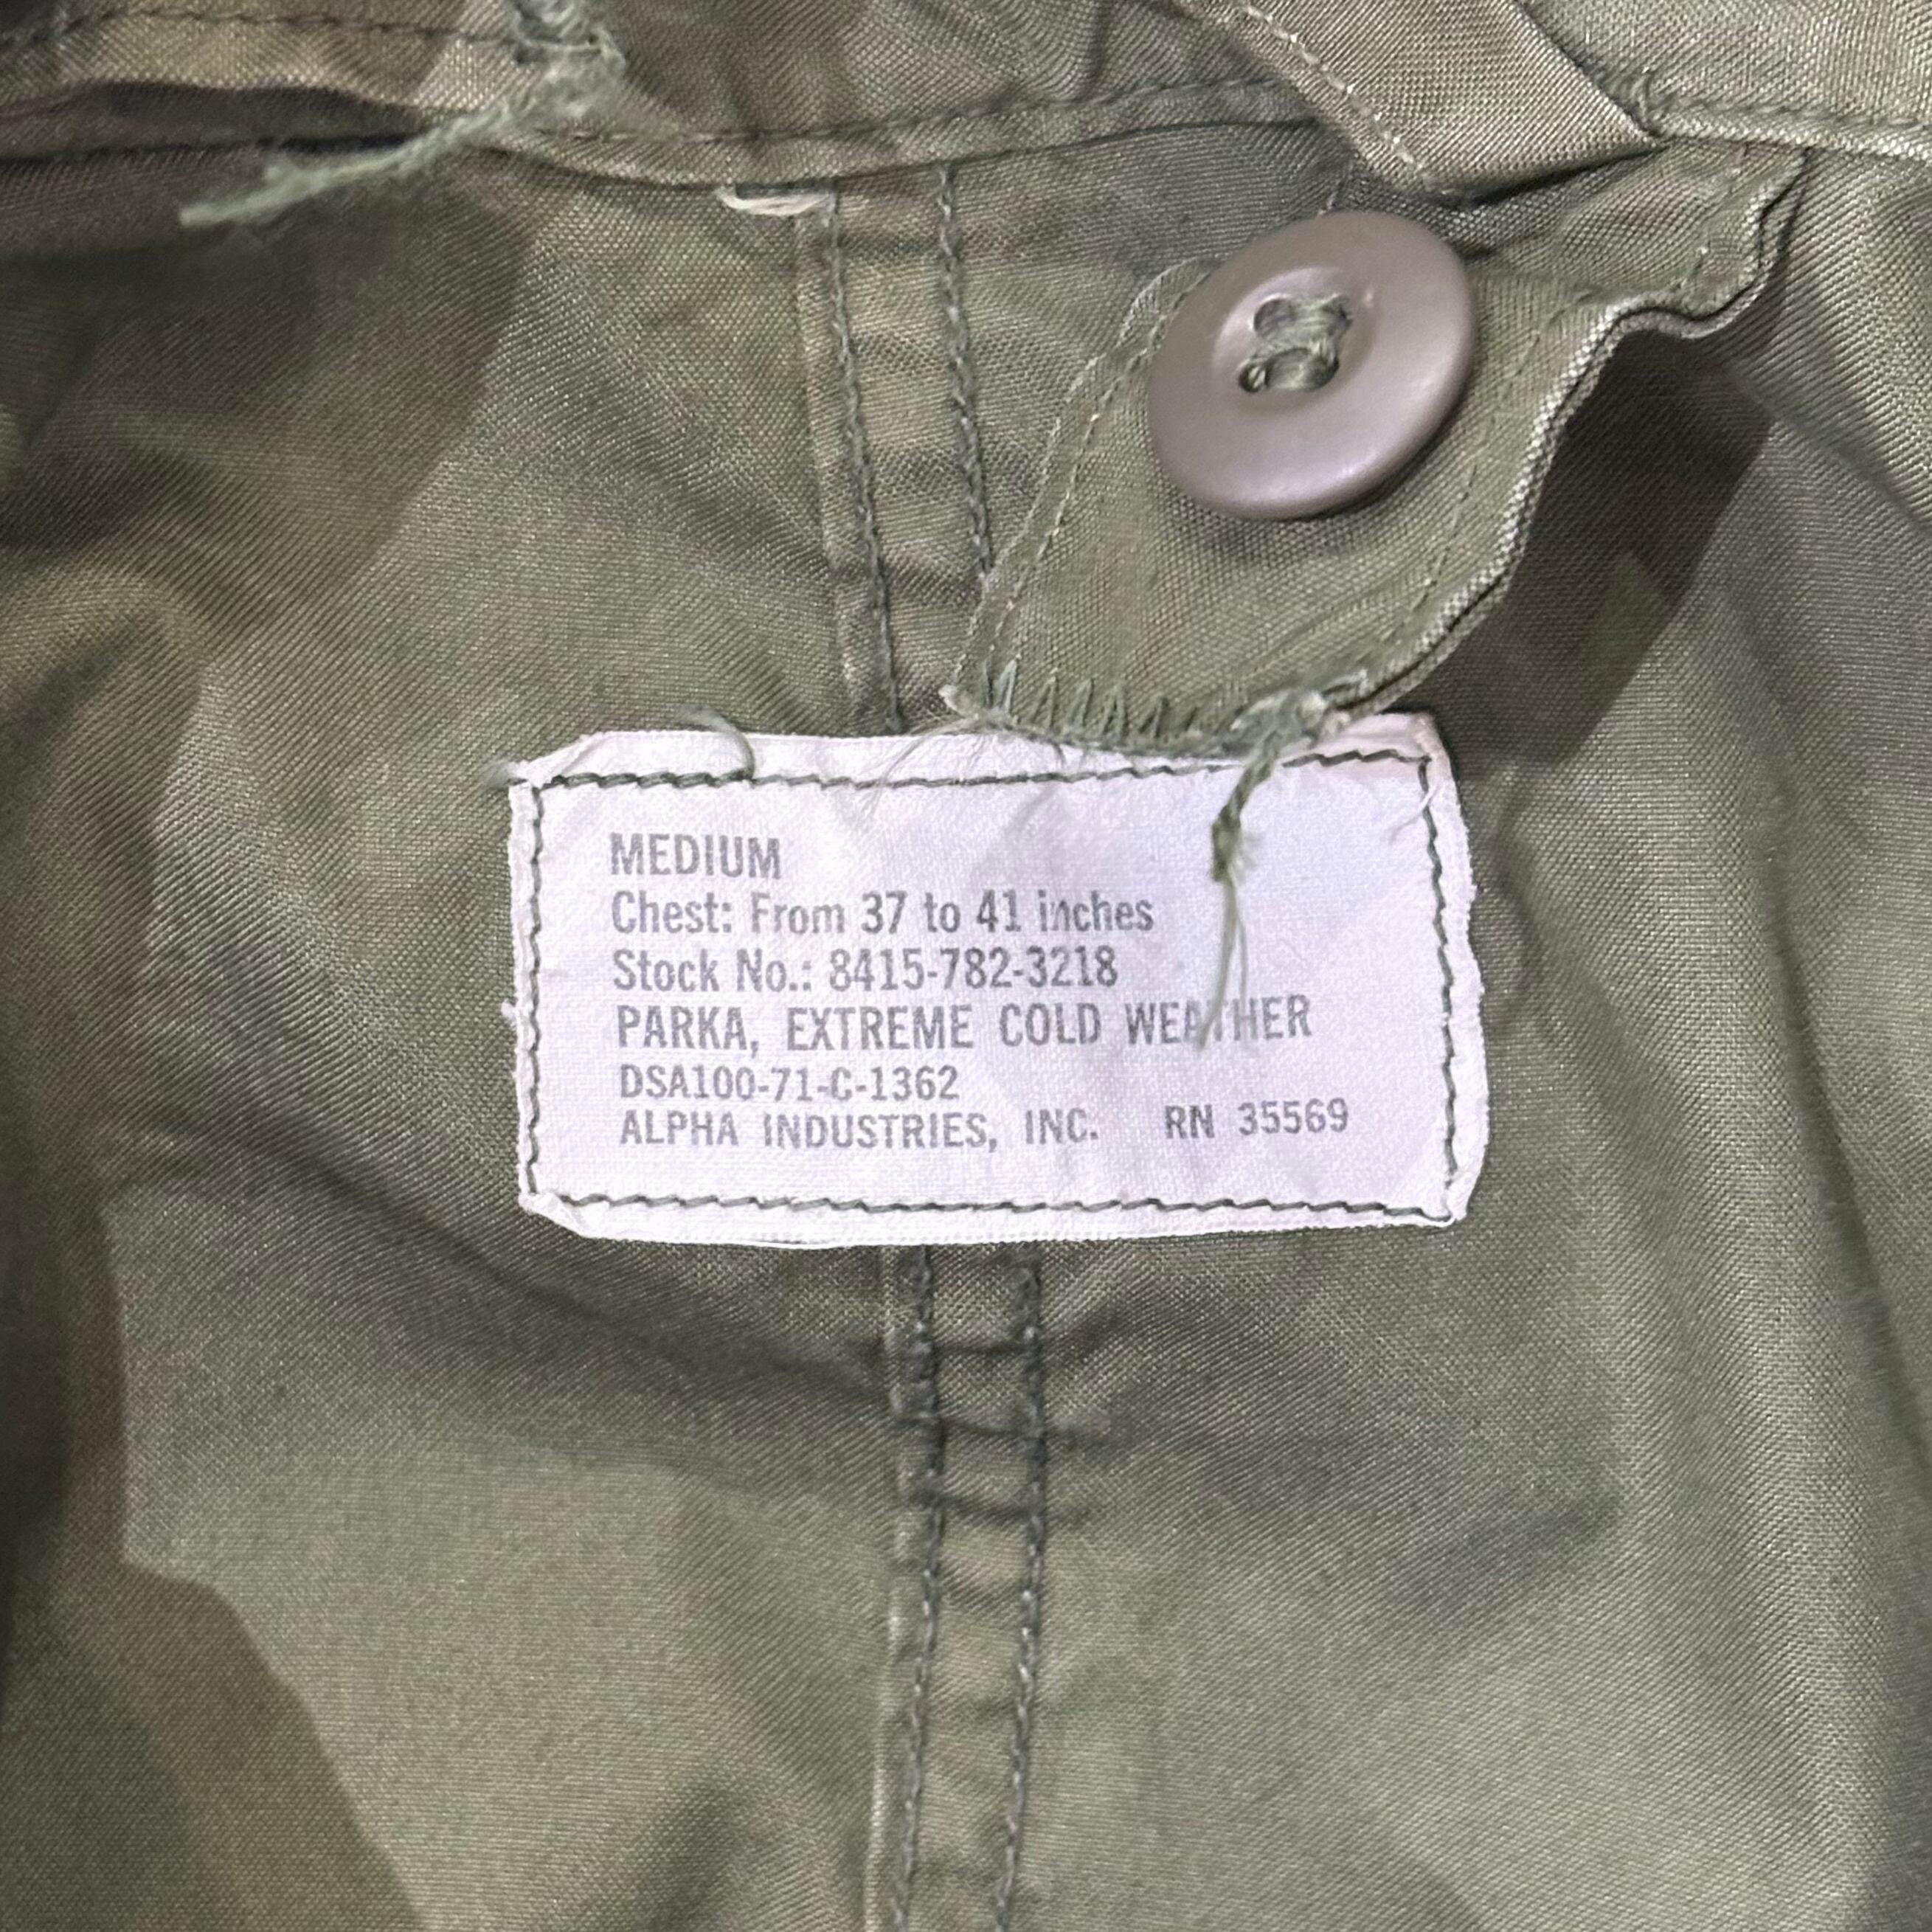 MEDIUM
Chest: From 37 to 41 inches
Stock No.: 8415-782-3218
PARKA, EXTREME COLD WEATHER
DSA100-71-C-1362
ALPHA INDUSTRIES, INC. RN 35569